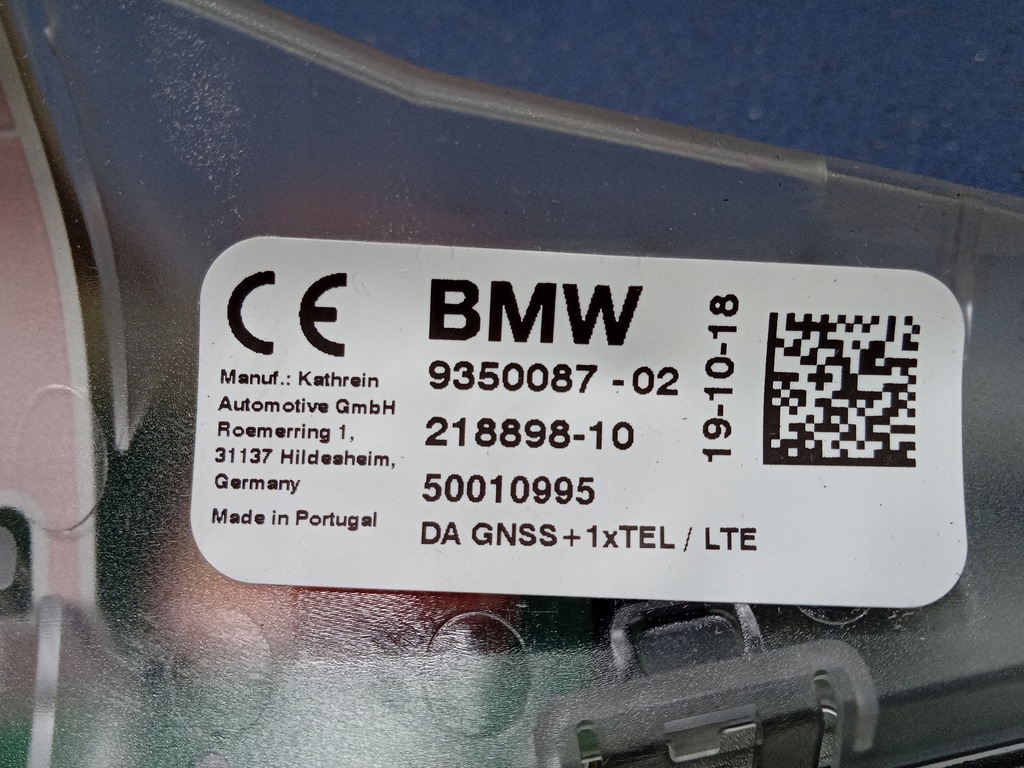 CE
BMW
Manuf.: Kathrein
Automotive GmbH
Roemerring 1,
31137 Hildesheim,
Germany
Made in Portugal
9350087 - 02
218898-10
50010995
DA GNSS+1xTEL / LTE
19-10-18